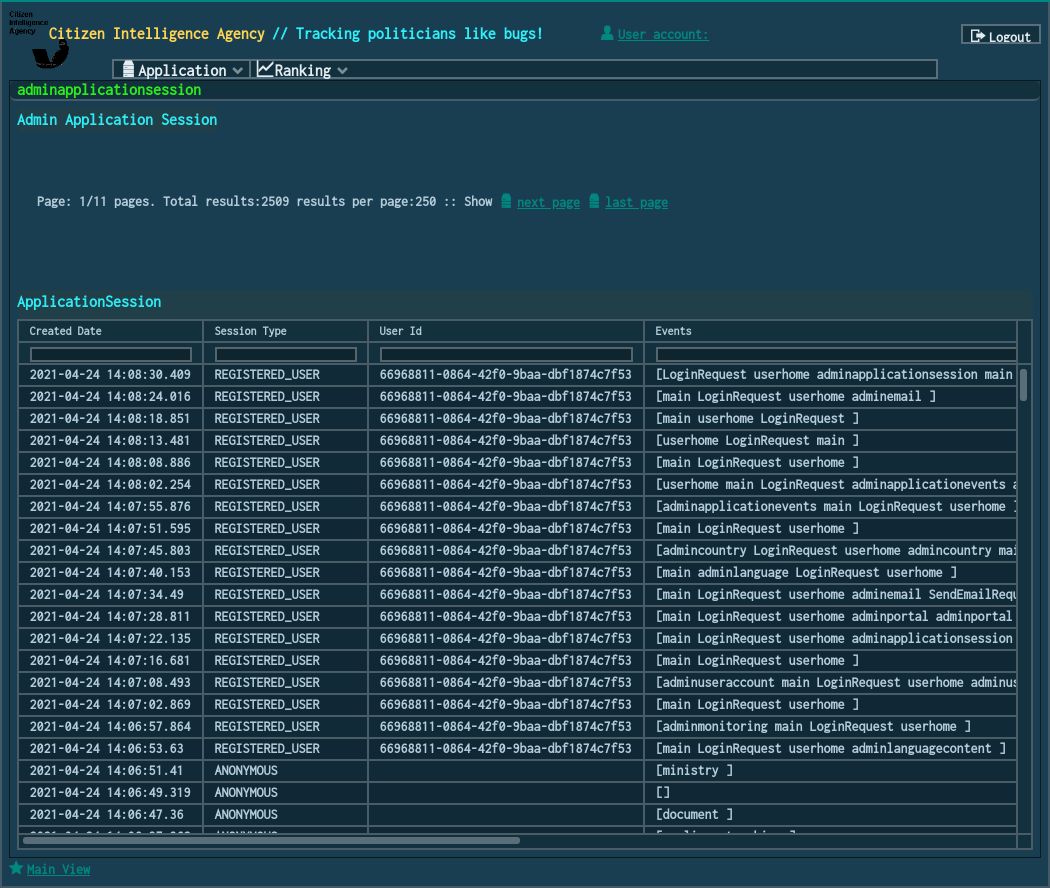 Citizen
Intelligence
Agency
Citizen Intelligence Agency // Tracking politicians like bugs!
User account:
Logout
Application
Ranking
adminapplicationsession
Admin Application Session
Page: 1/11 pages. Total results:2509 results per page:250 :: Show next page last page
ApplicationSession
Created Date Session Type User Id Events
2021-04-24 14:08:30.409 REGISTERED_USER 66968811-0864-42f0-9baa-dbf1874c7f53 [LoginRequest userhome adminapplicationsession main
2021-04-24 14:08:24.016 REGISTERED_USER 66968811-0864-42f0-9baa-dbf1874c7f53 [main LoginRequest userhome adminemail ]
2021-04-24 14:08:18.851 REGISTERED_USER 66968811-0864-42f0-9baa-dbf1874c7f53 [main userhome LoginRequest ]
2021-04-24 14:08:13.481 REGISTERED_USER 66968811-0864-42f0-9baa-dbf1874c7f53 [userhome LoginRequest main ]
2021-04-24 14:08:08.886 REGISTERED_USER 66968811-0864-42f0-9baa-dbf1874c7f53 [main LoginRequest userhome ]
2021-04-24 14:08:02.254 REGISTERED_USER 66968811-0864-42f0-9baa-dbf1874c7f53 [userhome main LoginRequest adminapplicationevents
2021-04-24 14:07:55.876 REGISTERED_USER 66968811-0864-42f0-9baa-dbf1874c7f53 [adminapplicationevents main LoginRequest userhome ]
2021-04-24 14:07:51.595 REGISTERED_USER 66968811-0864-42f0-9baa-dbf1874c7f53 [main LoginRequest userhome ]
2021-04-24 14:07:45.803 REGISTERED_USER 66968811-0864-42f0-9baa-dbf1874c7f53 [admincountry LoginRequest userhome admincountry mai
2021-04-24 14:07:40.153 REGISTERED_USER 66968811-0864-42f0-9baa-dbf1874c7f53 [main adminlanguage LoginRequest userhome ]
2021-04-24 14:07:34.49 REGISTERED_USER 66968811-0864-42f0-9baa-dbf1874c7f53 [main LoginRequest userhome adminemail SendEmailRequ
2021-04-24 14:07:28.811 REGISTERED_USER 66968811-0864-42f0-9baa-dbf1874c7f53 [main LoginRequest userhome adminportal adminportal
2021-04-24 14:07:22.135 REGISTERED_USER 66968811-0864-42f0-9baa-dbf1874c7f53 [main LoginRequest userhome adminapplicationsession
2021-04-24 14:07:16.681 REGISTERED_USER 66968811-0864-42f0-9baa-dbf1874c7f53 [main LoginRequest userhome ]
2021-04-24 14:07:08.493 REGISTERED_USER 66968811-0864-42f0-9baa-dbf1874c7f53 [adminuseraccount main LoginRequest userhome adminus
2021-04-24 14:07:02.869 REGISTERED_USER 66968811-0864-42f0-9baa-dbf1874c7f53 [main LoginRequest userhome ]
2021-04-24 14:06:57.864 REGISTERED_USER 66968811-0864-42f0-9baa-dbf1874c7f53 [adminmonitoring main LoginRequest userhome ]
2021-04-24 14:06:53.63 REGISTERED_USER 66968811-0864-42f0-9baa-dbf1874c7f53 [main LoginRequest userhome adminlanguagecontent ]
2021-04-24 14:06:51.41 ANONYMOUS [ministry ]
2021-04-24 14:06:49.319 ANONYMOUS []
2021-04-24 14:06:47.36 ANONYMOUS [document ]
Main View